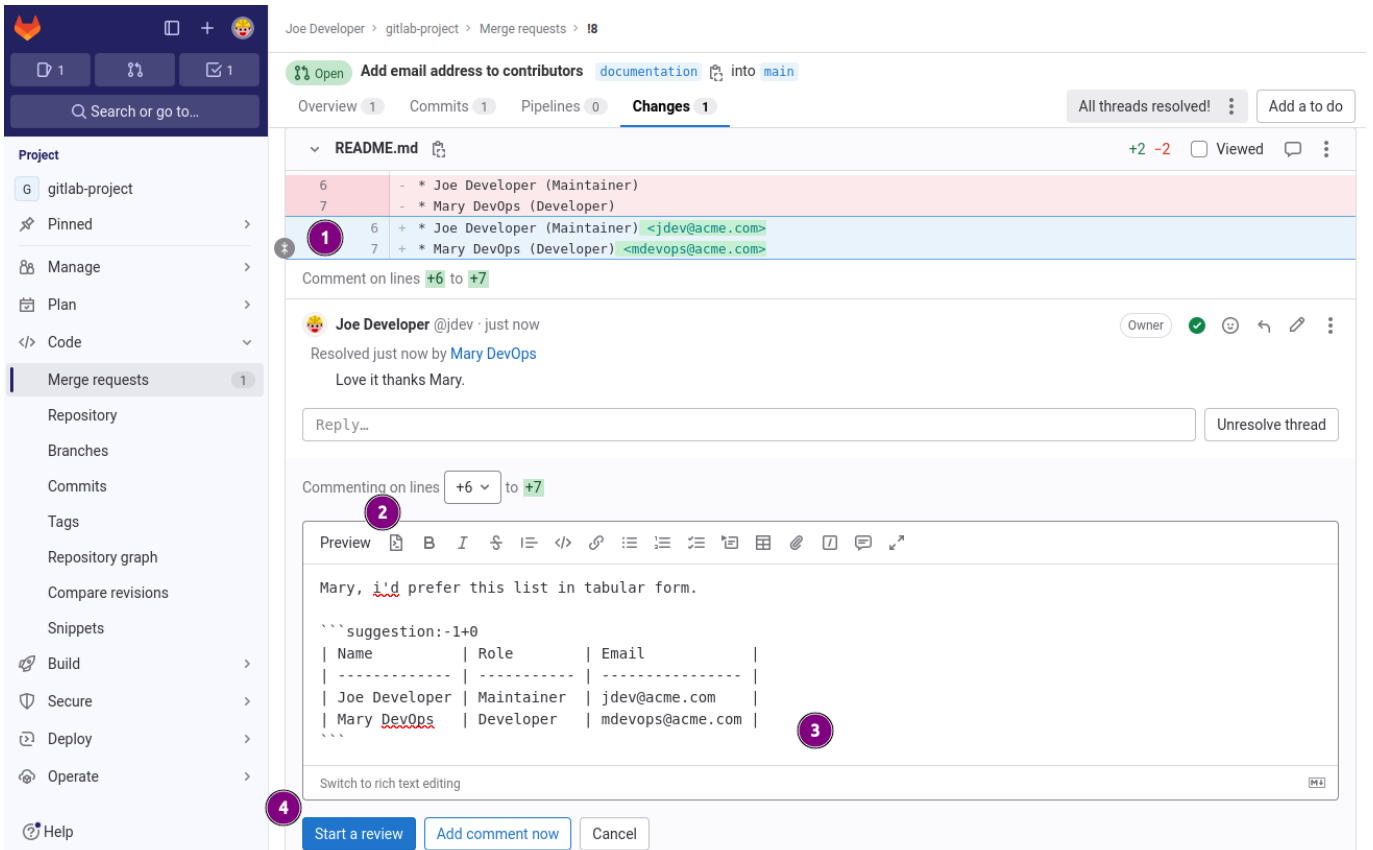 Joe Developer > gitlab-project > Merge requests > !8
1 1
Search or go to…
Open Add email address to contributors documentation into main
Overview 1 Commits 1 Pipelines 0 Changes 1 All threads resolved! Add a to do
Project
G gitlab-project
Pinned
Manage
Plan
Code
Merge requests 1
Repository
Branches
Commits
Tags
Repository graph
Compare revisions
Snippets
Build
Secure
Deploy
Operate
Help
README.md +2 −2 Viewed
6 - * Joe Developer (Maintainer)
7 - * Mary DevOps (Developer)
1
6 + * Joe Developer (Maintainer) <jdev@acme.com>
7 + * Mary DevOps (Developer) <mdevops@acme.com>
Comment on lines +6 to +7
Joe Developer @jdev · just now Owner
Resolved just now by Mary DevOps
Love it thanks Mary.
Reply… Unresolve thread
Commenting on lines +6 to +7
2
Preview B I S
Mary, i'd prefer this list in tabular form.
```suggestion:-1+0
| Name          | Role        | Email            |
| ------------- | ----------- | ---------------- |
| Joe Developer | Maintainer  | jdev@acme.com    |
| Mary DevOps   | Developer   | mdevops@acme.com |
```
3
Switch to rich text editing M
4
Start a review Add comment now Cancel